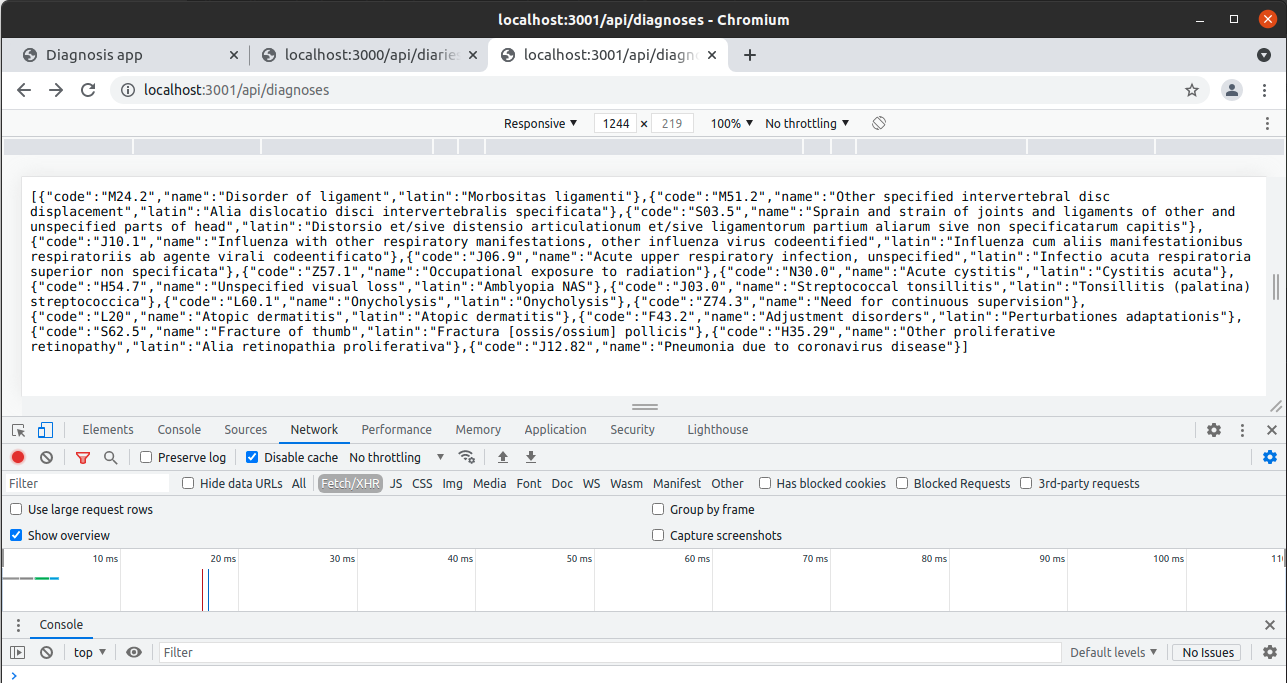 localhost:3001/api/diagnoses - Chromium
Diagnosis app
localhost:3000/api/diaries
localhost:3001/api/diagn
localhost:3001/api/diagnoses
Responsive 1244 × 219 100% No throttling
[{"code":"M24.2","name":"Disorder of ligament","latin":"Morbositas ligamenti"},{"code":"M51.2","name":"Other specified intervertebral disc
displacement","latin":"Alia dislocatio disci intervertebralis specificata"},{"code":"S03.5","name":"Sprain and strain of joints and ligaments of other and
unspecified parts of head","latin":"Distorsio et/sive distensio articulationum et/sive ligamentorum partium aliarum sive non specificatarum capitis"},
{"code":"J10.1","name":"Influenza with other respiratory manifestations, other influenza virus codeentified","latin":"Influenza cum aliis manifestationibus
respiratoriis ab agente virali codeentificato"},{"code":"J06.9","name":"Acute upper respiratory infection, unspecified","latin":"Infectio acuta respiratoria
superior non specificata"},{"code":"Z57.1","name":"Occupational exposure to radiation"},{"code":"N30.0","name":"Acute cystitis","latin":"Cystitis acuta"},
{"code":"H54.7","name":"Unspecified visual loss","latin":"Amblyopia NAS"},{"code":"J03.0","name":"Streptococcal tonsillitis","latin":"Tonsillitis (palatina)
streptococcica"},{"code":"L60.1","name":"Onycholysis","latin":"Onycholysis"},{"code":"Z74.3","name":"Need for continuous supervision"},
{"code":"L20","name":"Atopic dermatitis","latin":"Atopic dermatitis"},{"code":"F43.2","name":"Adjustment disorders","latin":"Perturbationes adaptationis"},
{"code":"S62.5","name":"Fracture of thumb","latin":"Fractura [ossis/ossium] pollicis"},{"code":"H35.29","name":"Other proliferative
retinopathy","latin":"Alia retinopathia proliferativa"},{"code":"J12.82","name":"Pneumonia due to coronavirus disease"}]
Elements Console Sources Network Performance Memory Application Security Lighthouse
Preserve log Disable cache No throttling
Filter Hide data URLs All Fetch/XHR JS CSS Img Media Font Doc WS Wasm Manifest Other Has blocked cookies Blocked Requests 3rd-party requests
Use large request rows Group by frame
Show overview Capture screenshots
10 ms 20 ms 30 ms 40 ms 50 ms 60 ms 70 ms 80 ms 90 ms 100 ms
Console
top Filter Default levels No Issues